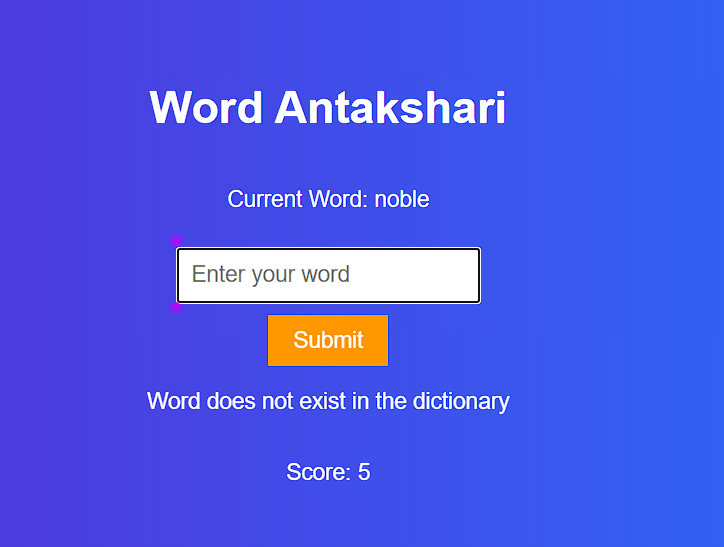 Word Antakshari
Current Word: noble
Enter your word
Submit
Word does not exist in the dictionary
Score: 5